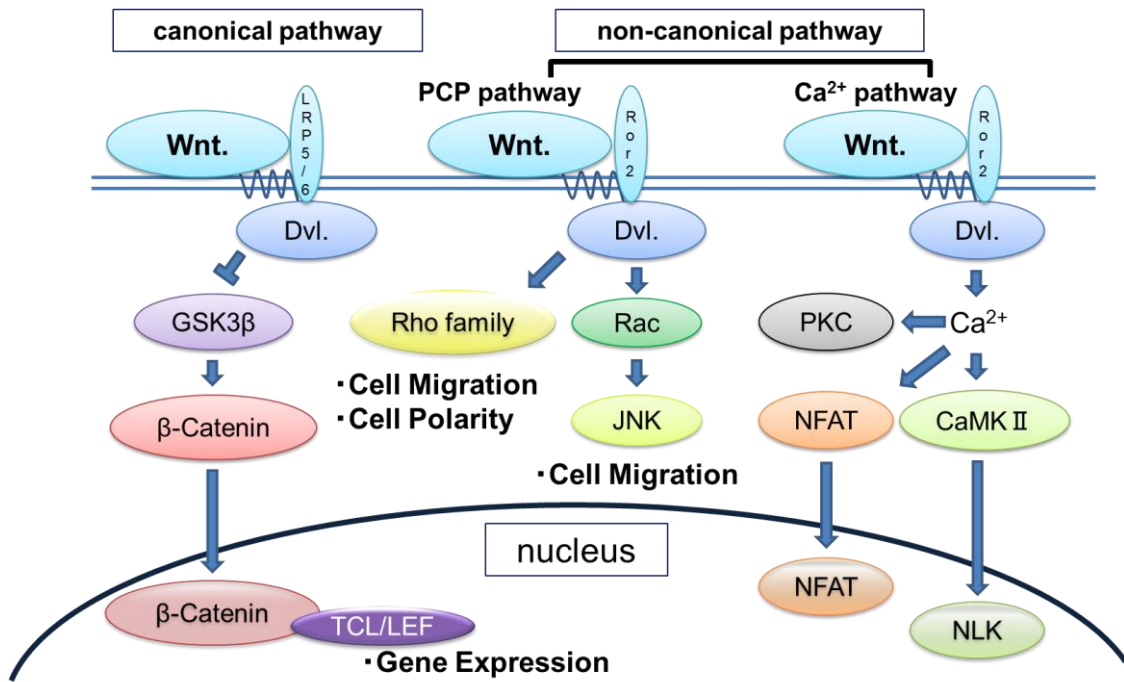 canonical pathway
non-canonical pathway
PCP pathway
Ca²⁺ pathway
Wnt.
LRP5/6
Wnt.
Ror2
Wnt.
Ror2
Dvl.
Dvl.
Dvl.
GSK3β
Rho family
Rac
PKC
Ca²⁺
・Cell Migration
・Cell Polarity
β-Catenin
JNK
NFAT
CaMKⅡ
・Cell Migration
nucleus
β-Catenin
TCL/LEF
NFAT
NLK
・Gene Expression